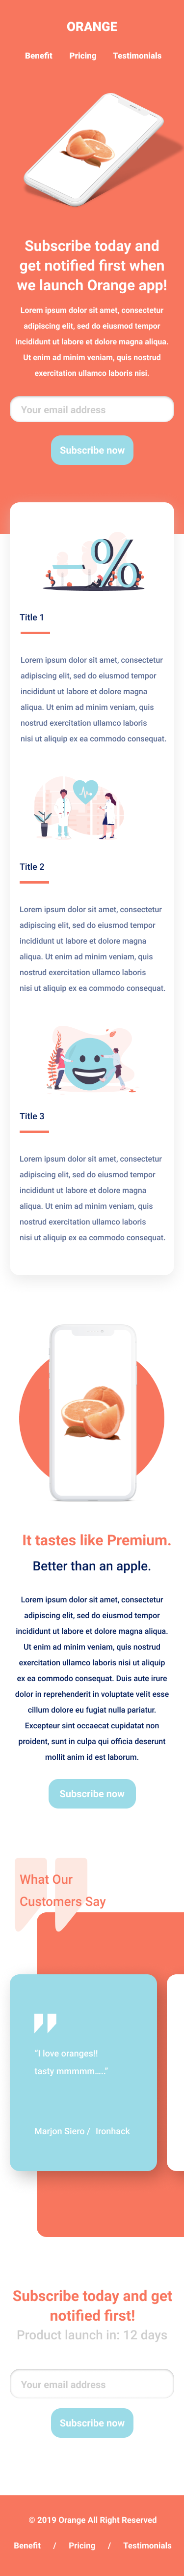 ORANGE
Benefit Pricing Testimonials
Subscribe today and
get notified first when
we launch Orange app!
Lorem ipsum dolor sit amet, consectetur
adipiscing elit, sed do eiusmod tempor
incididunt ut labore et dolore magna aliqua.
Ut enim ad minim veniam, quis nostrud
exercitation ullamco laboris nisi.
Your email address
Subscribe now
%
Title 1
Lorem ipsum dolor sit amet, consectetur
adipiscing elit, sed do eiusmod tempor
incididunt ut labore et dolore magna
aliqua. Ut enim ad minim veniam, quis
nostrud exercitation ullamco laboris
nisi ut aliquip ex ea commodo consequat.
Title 2
Lorem ipsum dolor sit amet, consectetur
adipiscing elit, sed do eiusmod tempor
incididunt ut labore et dolore magna
aliqua. Ut enim ad minim veniam, quis
nostrud exercitation ullamco laboris
nisi ut aliquip ex ea commodo consequat.
Title 3
Lorem ipsum dolor sit amet, consectetur
adipiscing elit, sed do eiusmod tempor
incididunt ut labore et dolore magna
aliqua. Ut enim ad minim veniam, quis
nostrud exercitation ullamco laboris
nisi ut aliquip ex ea commodo consequat.
It tastes like Premium.
Better than an apple.
Lorem ipsum dolor sit amet, consectetur
adipiscing elit, sed do eiusmod tempor
incididunt ut labore et dolore magna aliqua.
Ut enim ad minim veniam, quis nostrud
exercitation ullamco laboris nisi ut aliquip
ex ea commodo consequat. Duis aute irure
dolor in reprehenderit in voluptate velit esse
cillum dolore eu fugiat nulla pariatur.
Excepteur sint occaecat cupidatat non
proident, sunt in culpa qui officia deserunt
mollit anim id est laborum.
Subscribe now
What Our
Customers Say
"I love oranges!!
tasty mmmmm....."
Marjon Siero / Ironhack
Subscribe today and get
notified first!
Product launch in: 12 days
Your email address
Subscribe now
© 2019 Orange All Right Reserved
Benefit / Pricing / Testimonials